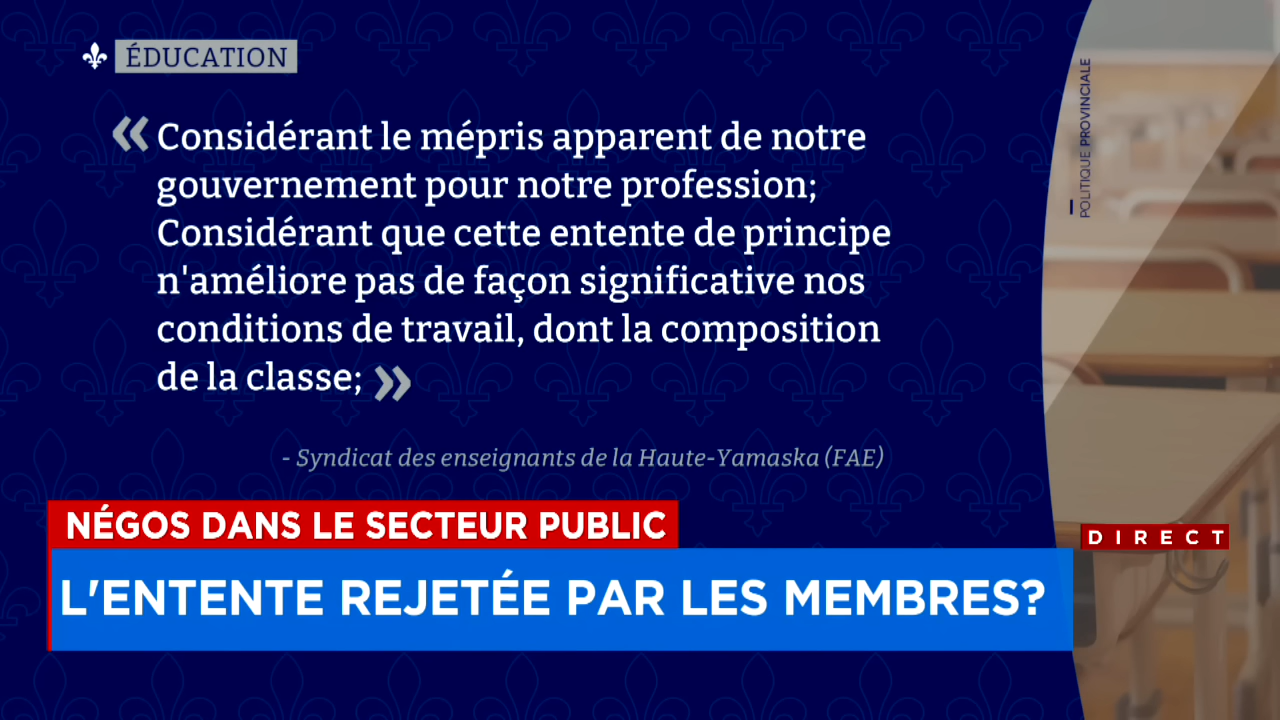 ÉDUCATION
« Considérant le mépris apparent de notre
gouvernement pour notre profession;
Considérant que cette entente de principe
n'améliore pas de façon significative nos
conditions de travail, dont la composition
de la classe; »
- Syndicat des enseignants de la Haute-Yamaska (FAE)
POLITIQUE PROVINCIALE
NÉGOS DANS LE SECTEUR PUBLIC
DIRECT
L'ENTENTE REJETÉE PAR LES MEMBRES?